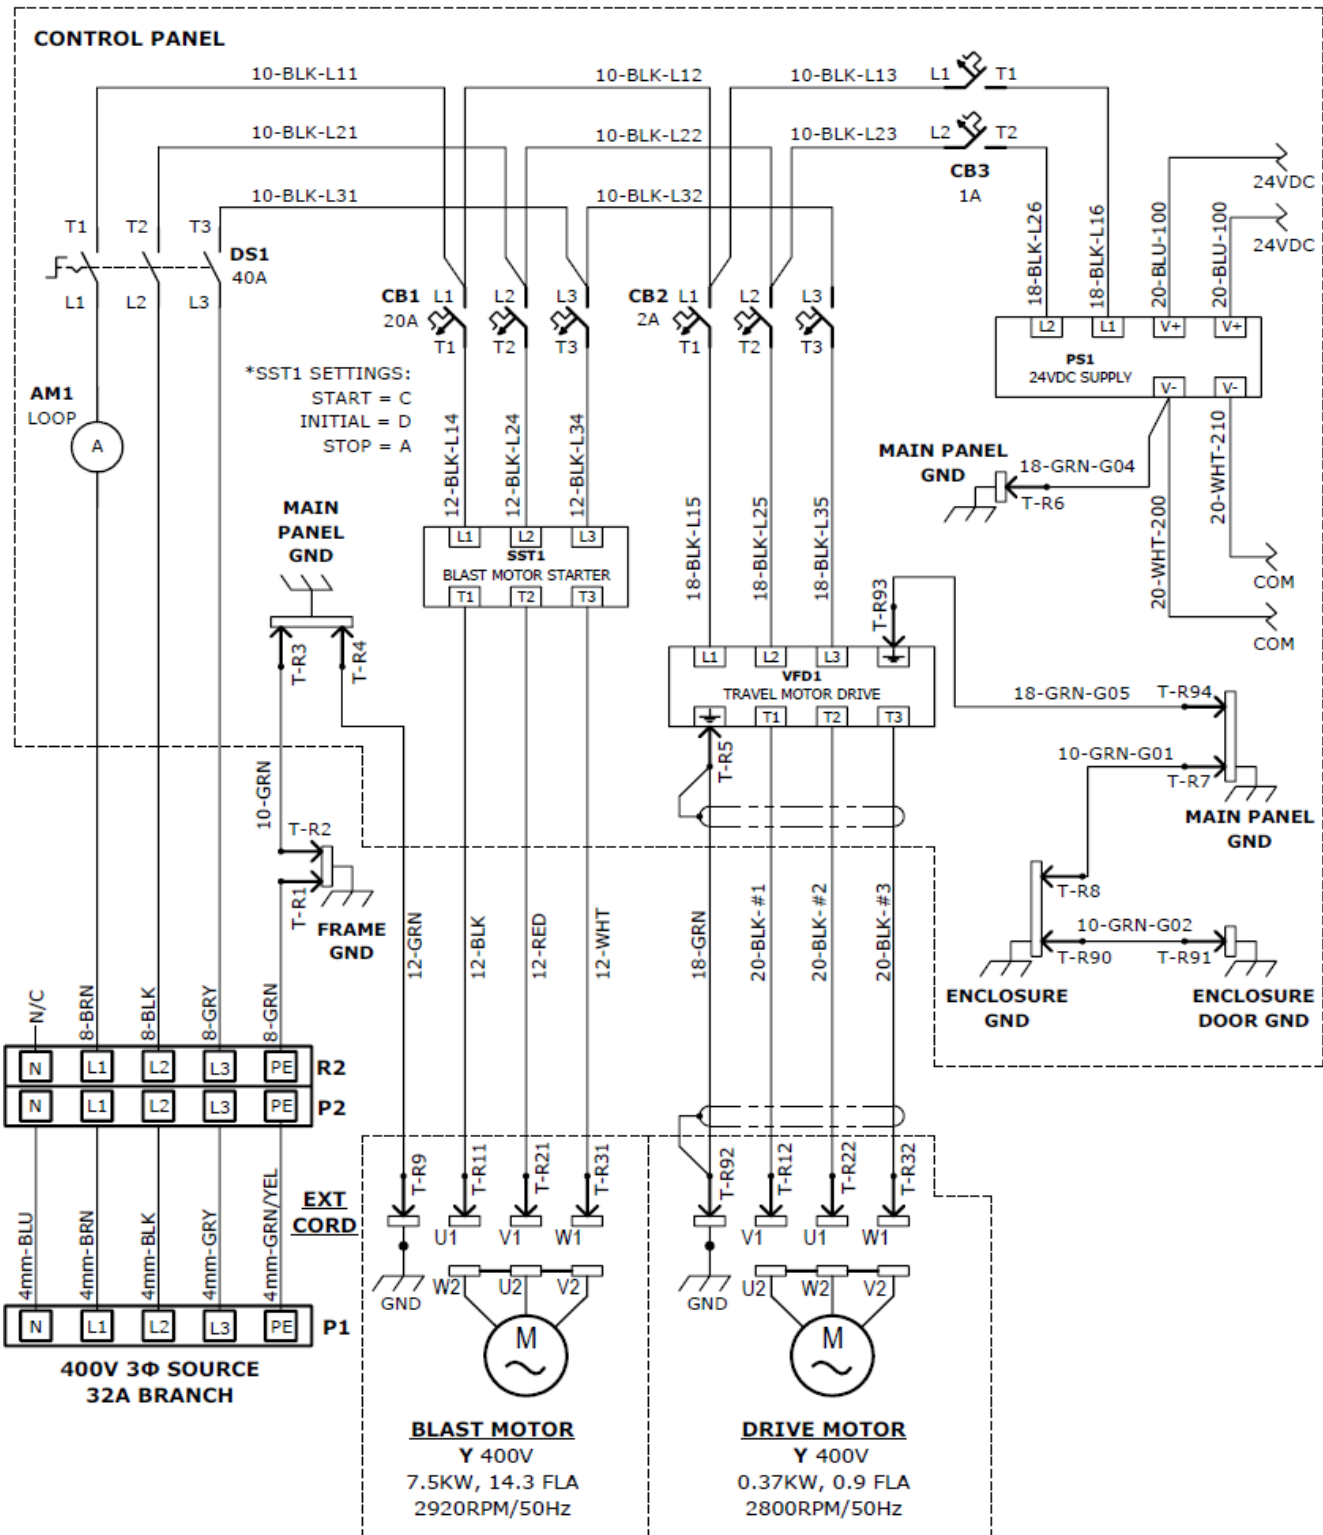 CONTROL PANEL
10-BLK-L11
10-BLK-L12
10-BLK-L13
L1
T1
10-BLK-L21
10-BLK-L22
10-BLK-L23
L2
T2
CB3
1A
10-BLK-L31
10-BLK-L32
24VDC
24VDC
T1
T2
T3
DS1
40A
L1
L2
L3
CB1
20A
L1
L2
L3
T1
T2
T3
CB2
2A
L1
L2
L3
T1
T2
T3
18-BLK-L26
18-BLK-L16
20-BLU-100
20-BLU-100
L2
L1
V+
V+
PS1
24VDC SUPPLY
V-
V-
*SST1 SETTINGS:
START = C
INITIAL = D
STOP = A
AM1
LOOP
A
12-BLK-L14
12-BLK-L24
12-BLK-L34
18-BLK-L15
18-BLK-L25
18-BLK-L35
MAIN PANEL
GND
18-GRN-G04
T-R6
20-WHT-200
20-WHT-210
COM
COM
MAIN
PANEL
GND
T-R3
T-R4
L1
L2
L3
SST1
BLAST MOTOR STARTER
T1
T2
T3
T-R93
L1
L2
L3
VFD1
TRAVEL MOTOR DRIVE
T1
T2
T3
T-R5
18-GRN-G05
T-R94
10-GRN-G01
T-R7
MAIN PANEL
GND
T-R8
10-GRN-G02
T-R90
T-R91
ENCLOSURE
GND
ENCLOSURE
DOOR GND
10-GRN
T-R2
T-R1
FRAME
GND
12-GRN
12-BLK
12-RED
12-WHT
18-GRN
20-BLK-#1
20-BLK-#2
20-BLK-#3
N/C
8-BRN
8-BLK
8-GRY
8-GRN
N
L1
L2
L3
PE
R2
N
L1
L2
L3
PE
P2
4mm-BLU
4mm-BRN
4mm-BLK
4mm-GRY
4mm-GRN/YEL
EXT
CORD
N
L1
L2
L3
PE
P1
400V 3Φ SOURCE
32A BRANCH
T-R9
T-R11
T-R21
T-R31
U1
V1
W1
W2
U2
V2
GND
M
BLAST MOTOR
Y 400V
7.5KW, 14.3 FLA
2920RPM/50Hz
T-R92
T-R12
T-R22
T-R32
V1
U1
W1
U2
W2
V2
GND
M
DRIVE MOTOR
Y 400V
0.37KW, 0.9 FLA
2800RPM/50Hz